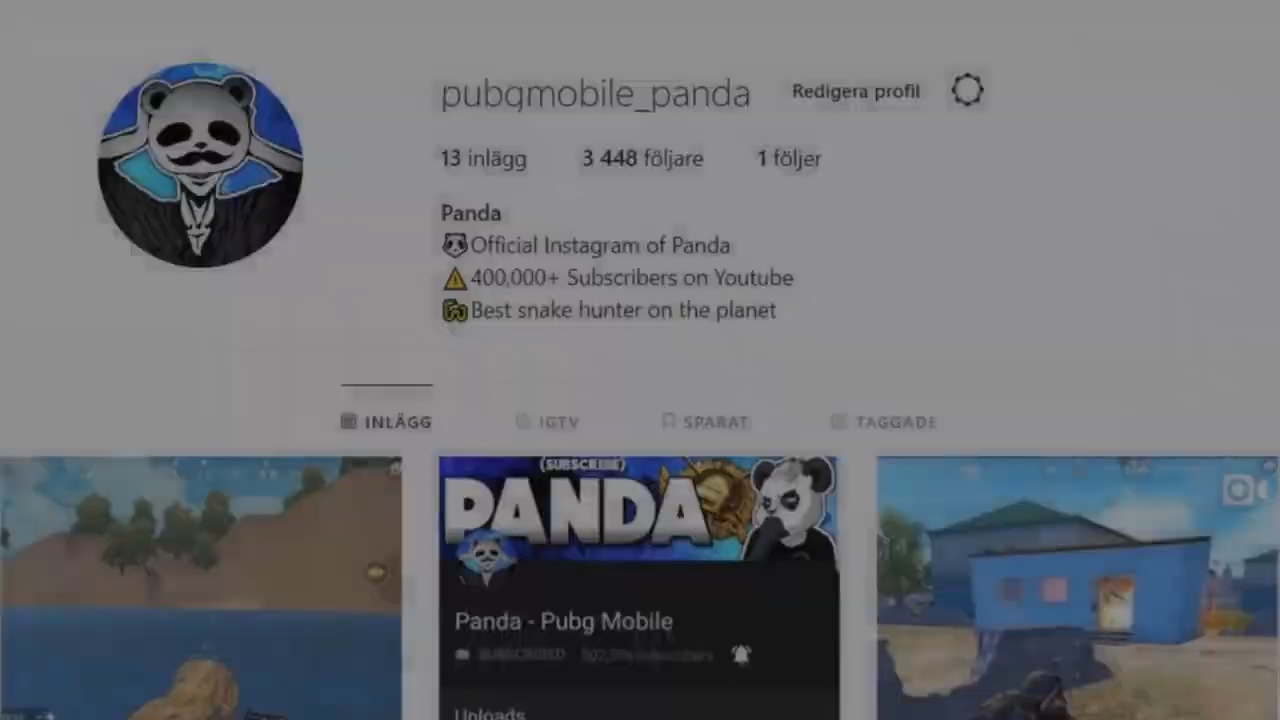 pubgmobile_panda Redigera profil
13 inlägg 3 448 följare 1 följer
Panda
Official Instagram of Panda
400,000+ Subscribers on Youtube
Best snake hunter on the planet
INLÄGG IGTV SPARAT TAGGADE
(SUBSCRIBE)
PANDA
Panda - Pubg Mobile
SUBSCRIBED
Uploads